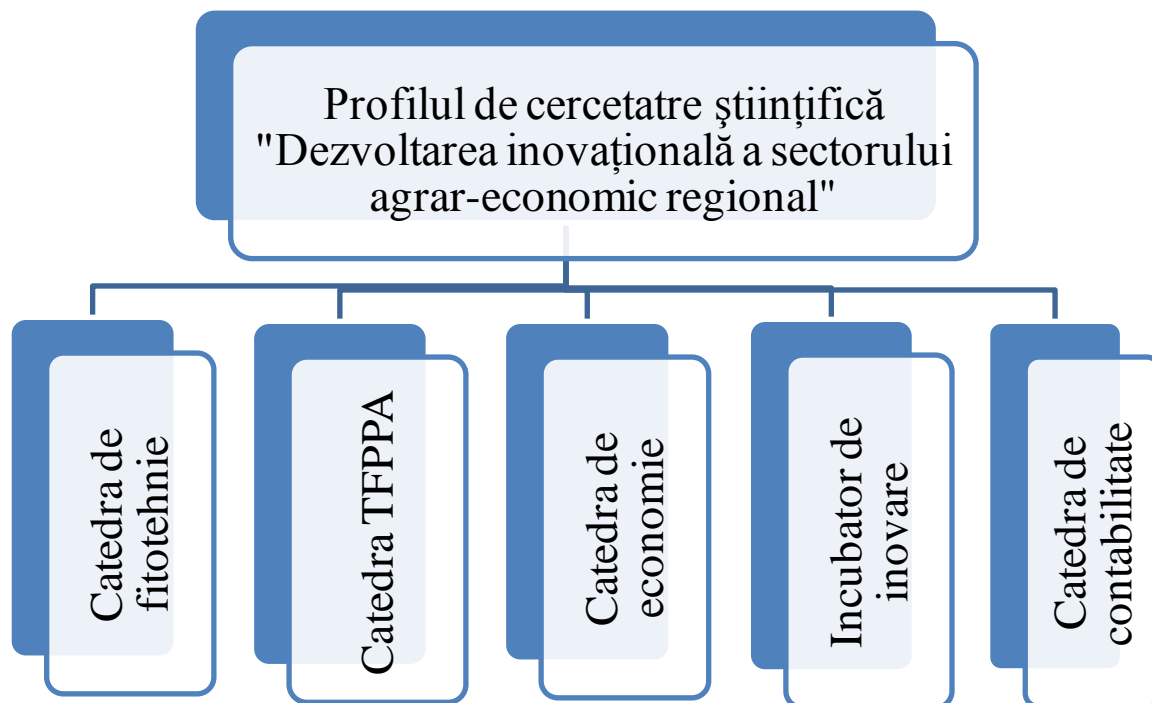 Profilul de cercetatre ştiinţifică
"Dezvoltarea inovaţională a sectorului
agrar-economic regional"
Catedra de
fitotehnie
Catedra TFPPA
Catedra de
economie
Incubator de
inovare
Catedra de
contabilitate